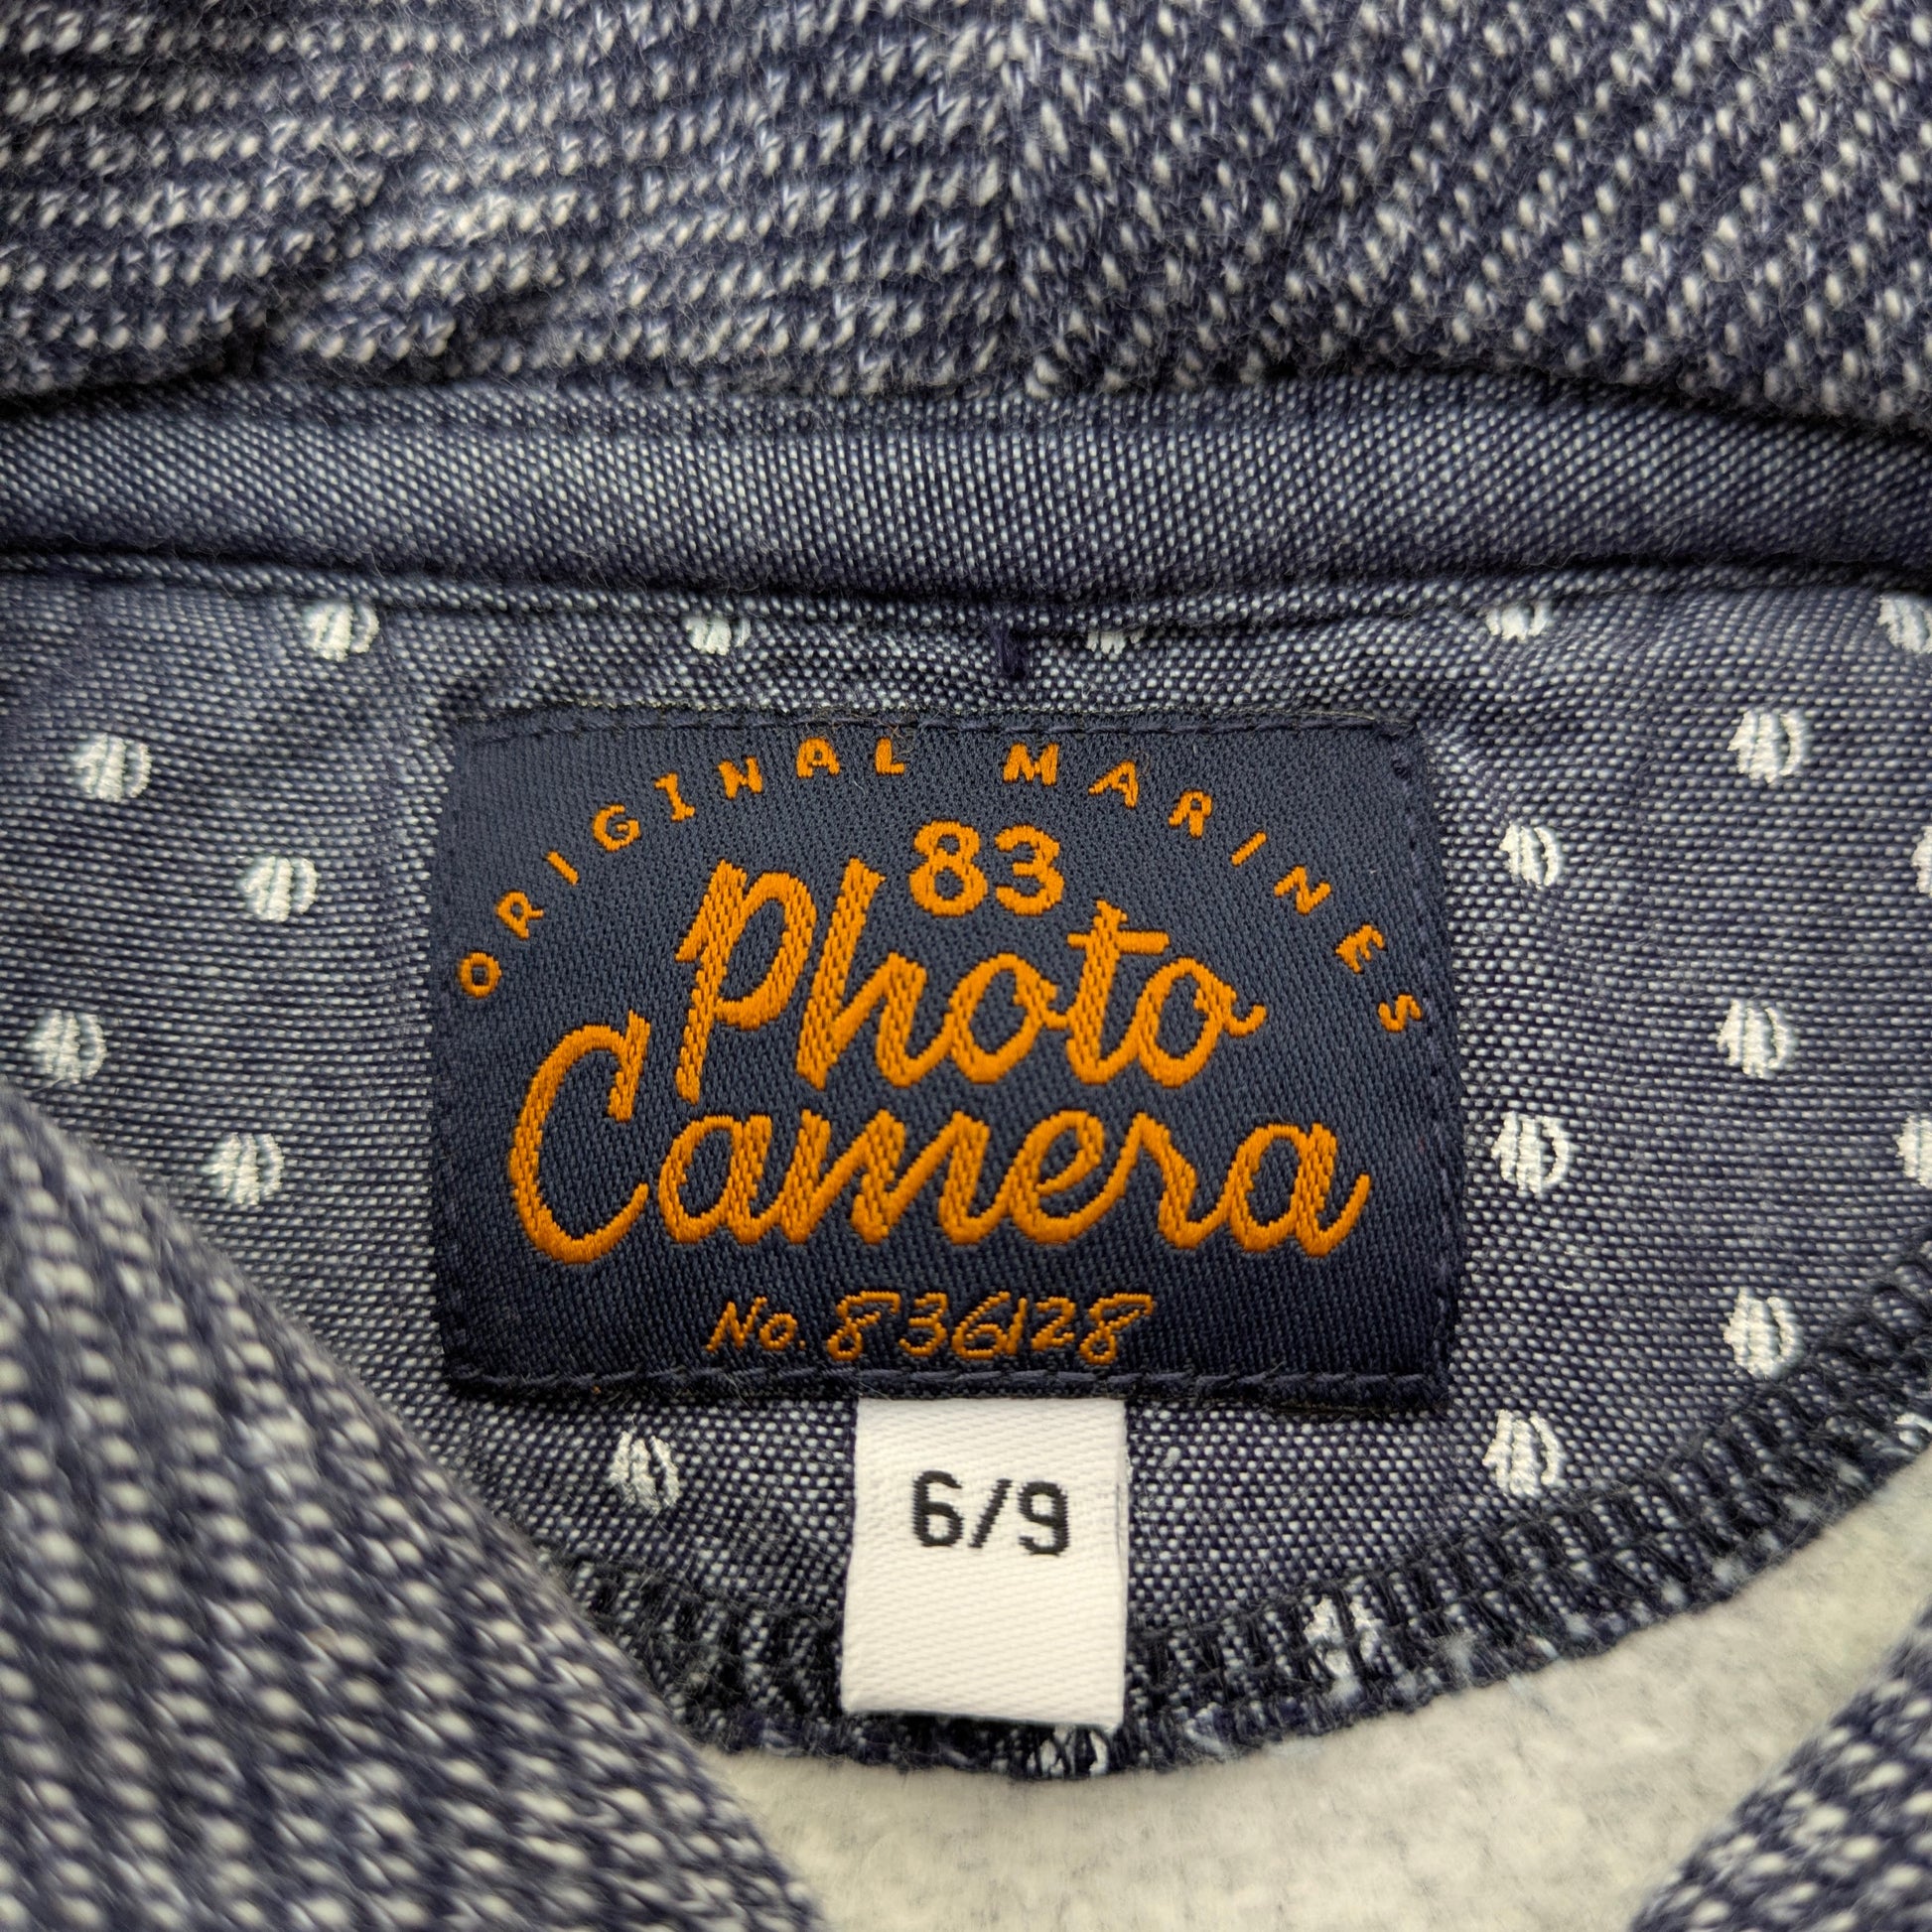 ORIGINAL MARINES
83
Photo
Camera
No. 836128
6/9